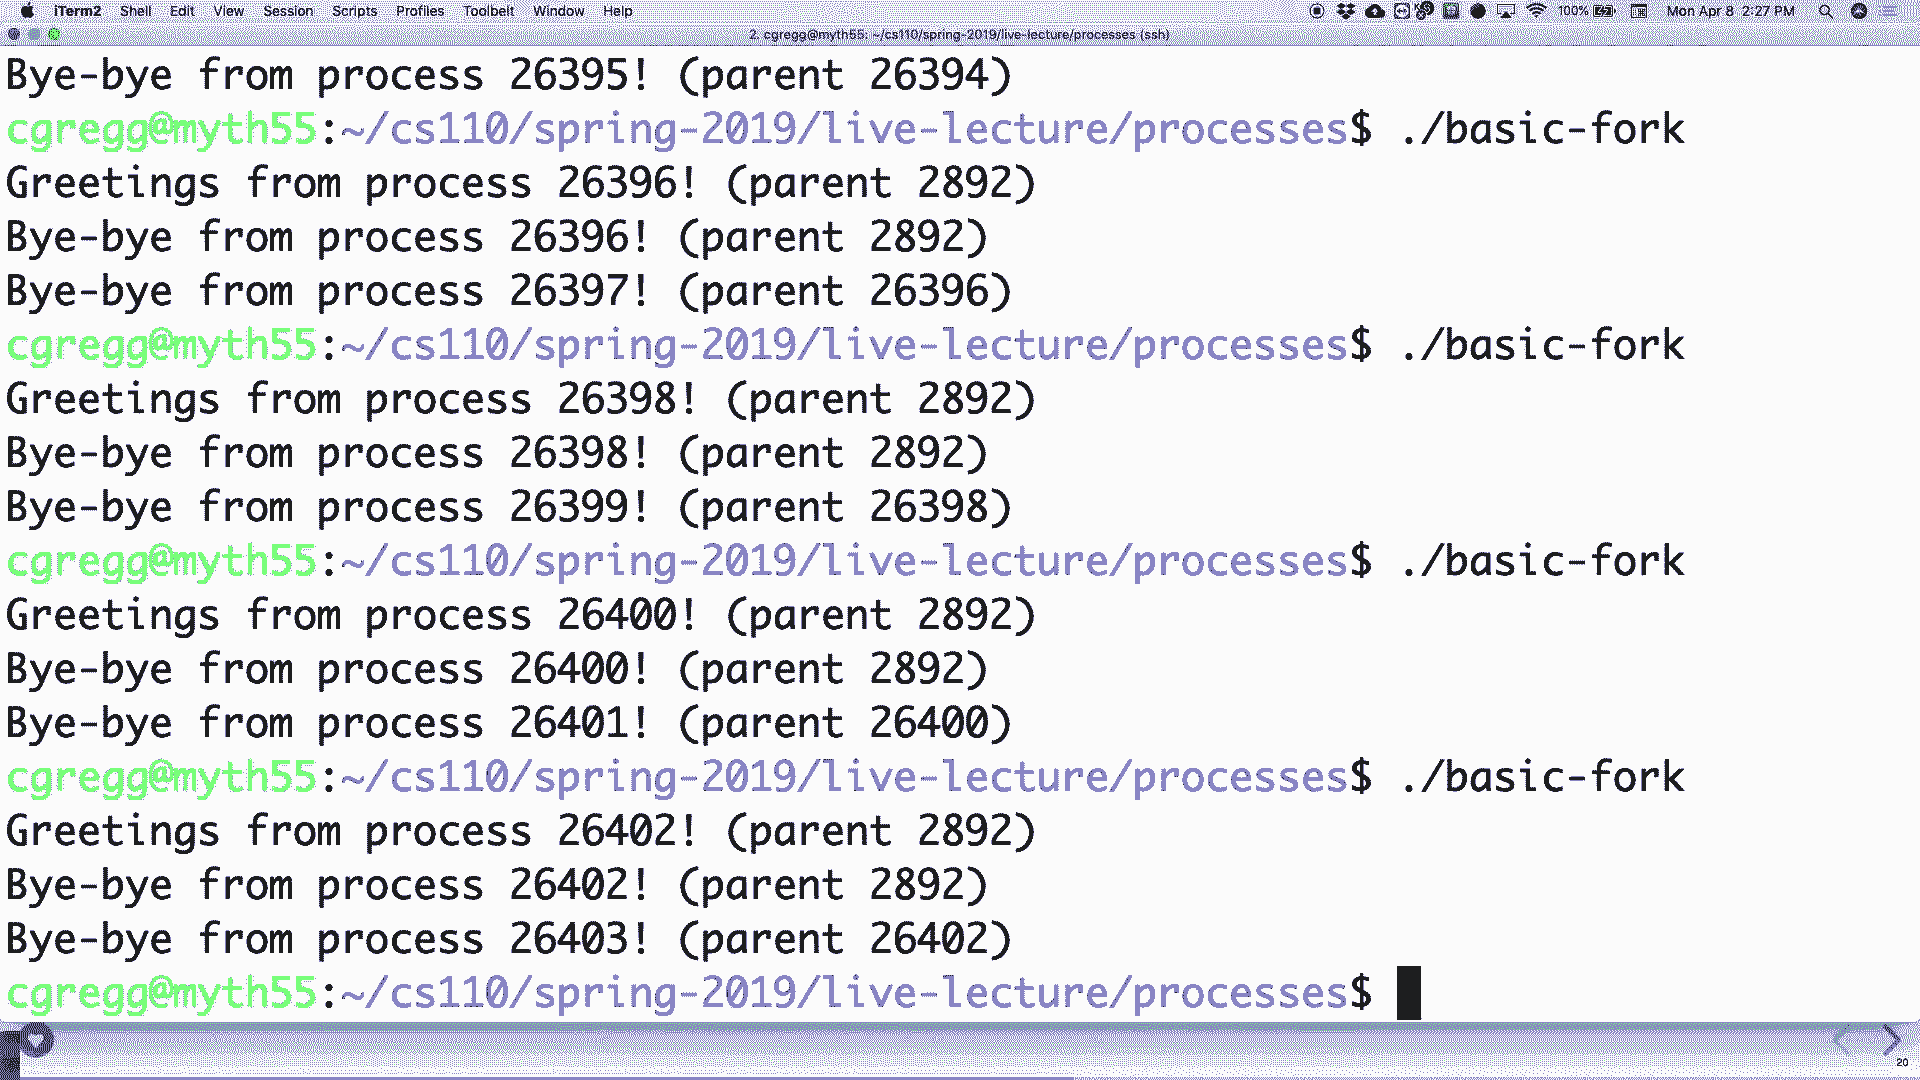 iTerm2 Shell Edit View Session Scripts Profiles Toolbelt Window Help 100% Mon Apr 8 2:27 PM
2. cgregg@myth55: ~/cs110/spring-2019/live-lecture/processes (ssh)
Bye-bye from process 26395! (parent 26394)
cgregg@myth55:~/cs110/spring-2019/live-lecture/processes$ ./basic-fork
Greetings from process 26396! (parent 2892)
Bye-bye from process 26396! (parent 2892)
Bye-bye from process 26397! (parent 26396)
cgregg@myth55:~/cs110/spring-2019/live-lecture/processes$ ./basic-fork
Greetings from process 26398! (parent 2892)
Bye-bye from process 26398! (parent 2892)
Bye-bye from process 26399! (parent 26398)
cgregg@myth55:~/cs110/spring-2019/live-lecture/processes$ ./basic-fork
Greetings from process 26400! (parent 2892)
Bye-bye from process 26400! (parent 2892)
Bye-bye from process 26401! (parent 26400)
cgregg@myth55:~/cs110/spring-2019/live-lecture/processes$ ./basic-fork
Greetings from process 26402! (parent 2892)
Bye-bye from process 26402! (parent 2892)
Bye-bye from process 26403! (parent 26402)
cgregg@myth55:~/cs110/spring-2019/live-lecture/processes$
20